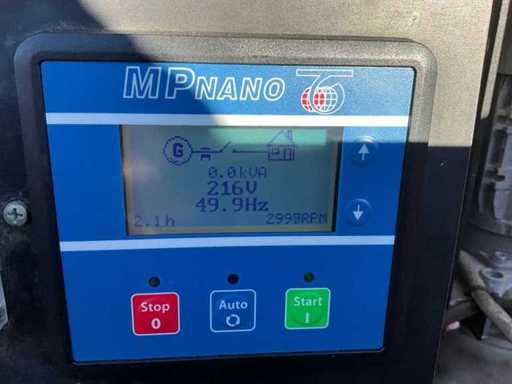 MPNANO
G
0.0kVA
216V
49.9Hz
2.1h 2999RPM
Stop Auto Start
0 I